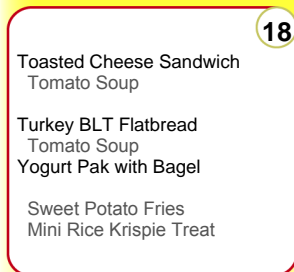 18
Toasted Cheese Sandwich
Tomato Soup
Turkey BLT Flatbread
Tomato Soup
Yogurt Pak with Bagel
Sweet Potato Fries
Mini Rice Krispie Treat